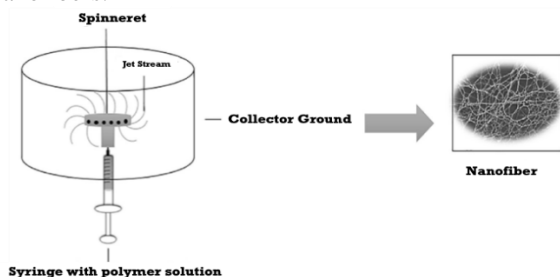 Spinneret
Jet Stream
Collector Ground
Nanofiber
Syringe with polymer solution